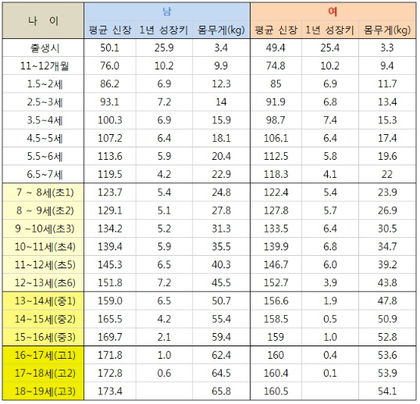 나 이 남 여
평균 신장 1년 성장키 몸무게(kg) 평균 신장 1년 성장키 몸무게(kg)
출생시 50.1 25.9 3.4 49.4 25.4 3.3
11~12개월 76.0 10.2 9.9 74.8 10.2 9.4
1.5~2세 86.2 6.9 12.3 85 6.9 11.7
2.5~3세 93.1 7.2 14 91.9 6.8 13.4
3.5~4세 100.3 6.9 15.9 98.7 7.4 15.3
4.5~5세 107.2 6.4 18.1 106.1 6.4 17.4
5.5~6세 113.6 5.9 20.4 112.5 5.8 19.6
6.5~7세 119.5 4.2 22.9 118.3 4.1 22
7 ~ 8세(초1) 123.7 5.4 24.8 122.4 5.4 23.9
8 ~ 9세(초2) 129.1 5.1 27.8 127.8 5.7 26.9
9 ~10세(초3) 134.2 5.2 31.3 133.5 6.4 30.5
10~11세(초4) 139.4 5.9 35.5 139.9 6.8 34.7
11~12세(초5) 145.3 6.5 40.3 146.7 6.0 39.2
12~13세(초6) 151.8 7.2 45.5 152.7 3.9 43.8
13~14세(중1) 159.0 6.5 50.7 156.6 1.9 47.8
14~15세(중2) 165.5 4.2 55.4 158.5 0.5 50.9
15~16세(중3) 169.7 2.1 59.4 159 1.0 52.8
16~17세(고1) 171.8 1.0 62.4 160 0.4 53.6
17~18세(고2) 172.8 0.6 64.5 160.4 0.1 53.9
18~19세(고3) 173.4 65.8 160.5 54.1